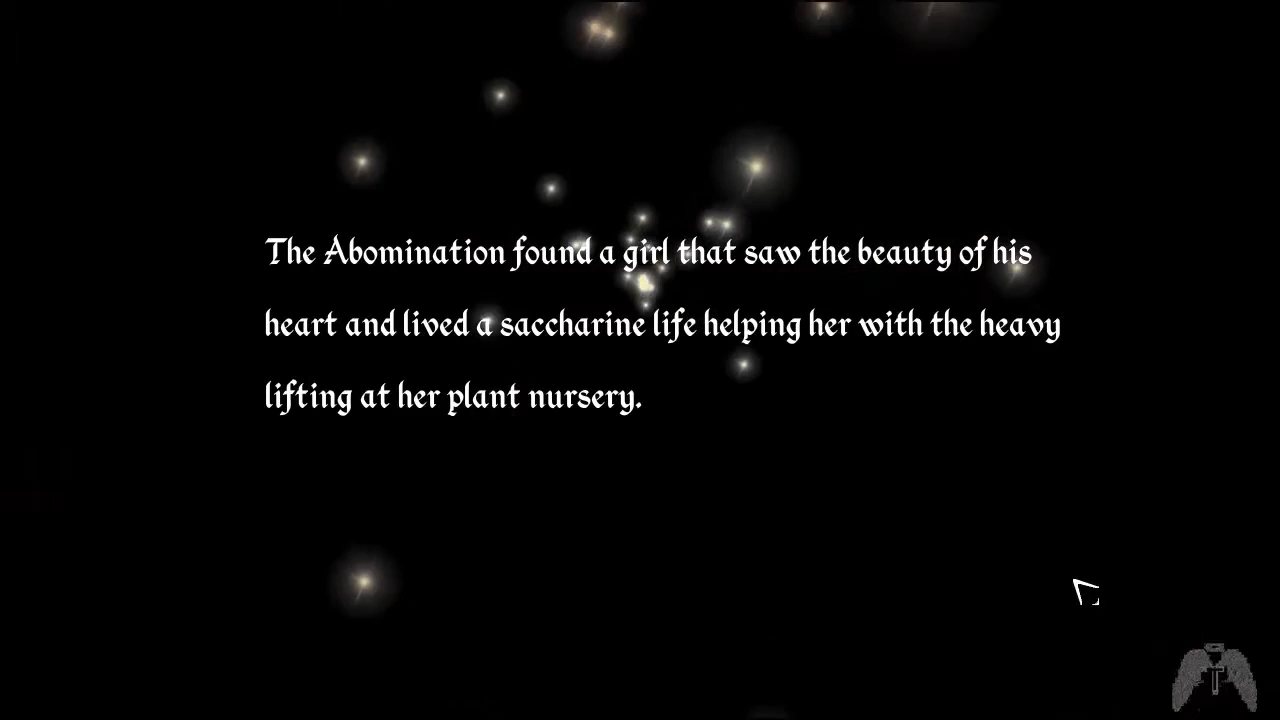 The Abomination found a girl that saw the beauty of his
heart and lived a saccharine life helping her with the heavy
lifting at her plant nursery.